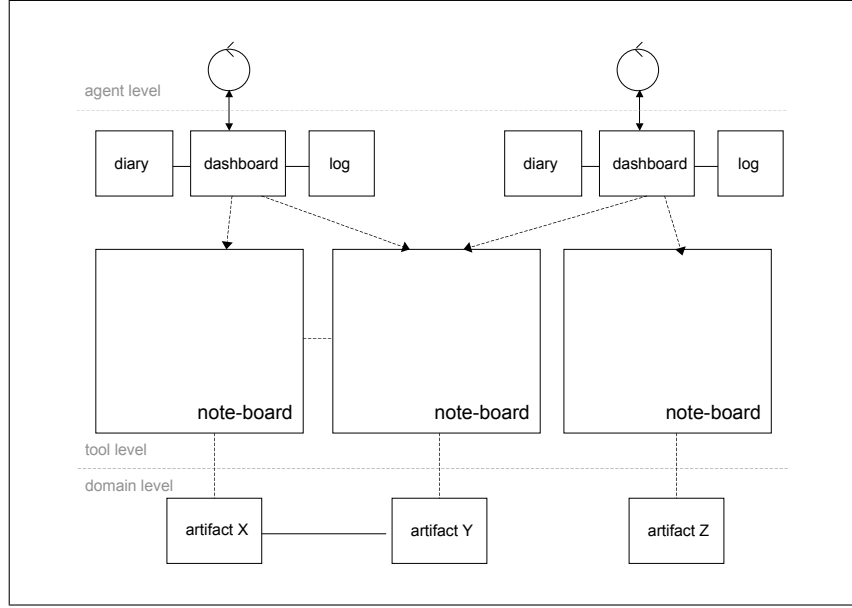 agent level
diary
dashboard
log
diary
dashboard
log
note-board
note-board
note-board
tool level
domain level
artifact X
artifact Y
artifact Z